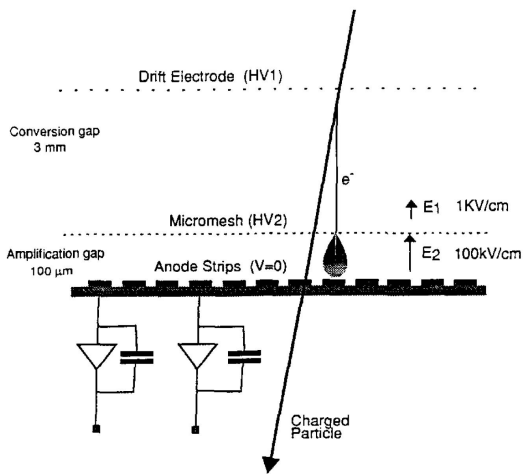 Drift Electrode (HV1)
Conversion gap
3 mm
e-
E1 1KV/cm
Micromesh (HV2)
Amplification gap
100 μm
E2 100kV/cm
Anode Strips (V=0)
Charged
Particle